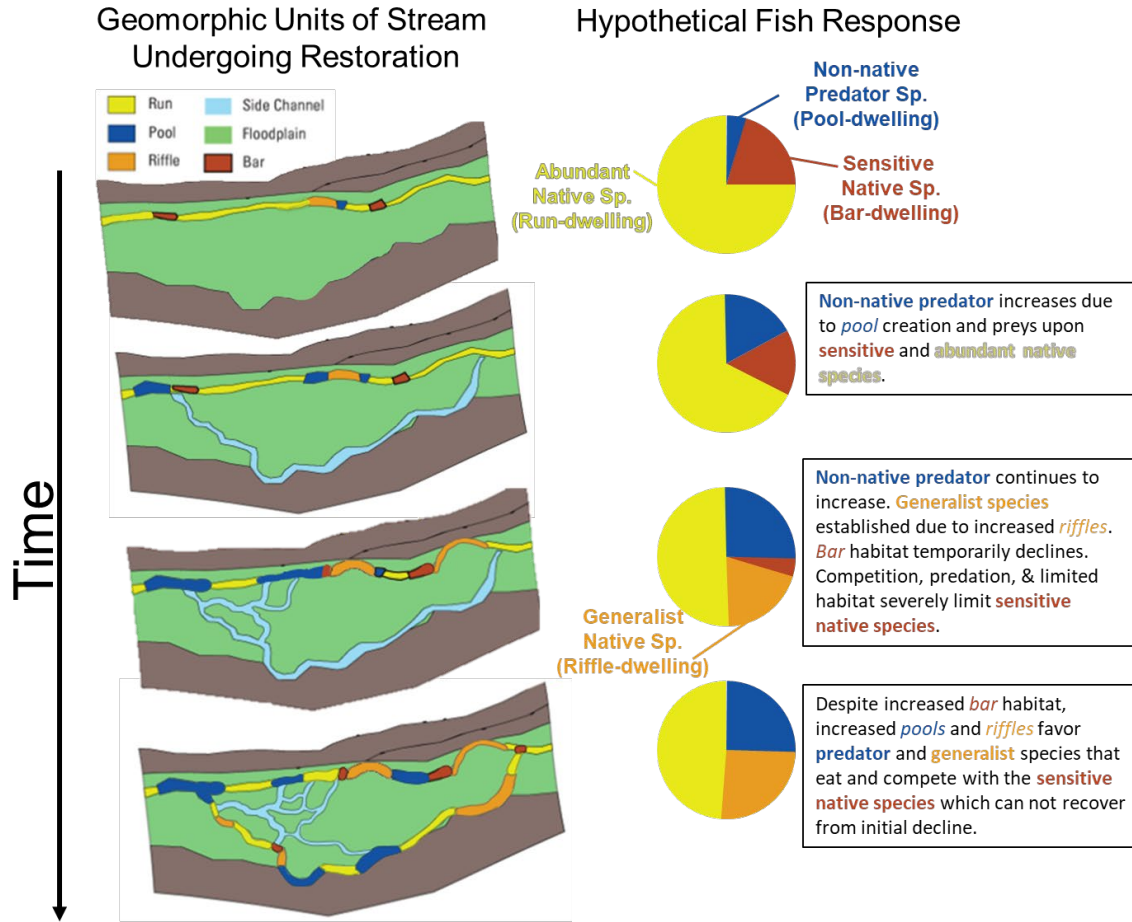 Geomorphic Units of Stream
Undergoing Restoration
Hypothetical Fish Response
Run
Pool
Riffle
Side Channel
Floodplain
Bar
Time
Non-native
Predator Sp.
(Pool-dwelling)
Abundant
Native Sp.
(Run-dwelling)
Sensitive
Native Sp.
(Bar-dwelling)
Non-native predator increases due
to pool creation and preys upon
sensitive and abundant native
species.
Non-native predator continues to
increase. Generalist species
established due to increased riffles.
Bar habitat temporarily declines.
Competition, predation, & limited
habitat severely limit sensitive
native species.
Generalist
Native Sp.
(Riffle-dwelling)
Despite increased bar habitat,
increased pools and riffles favor
predator and generalist species that
eat and compete with the sensitive
native species which can not recover
from initial decline.